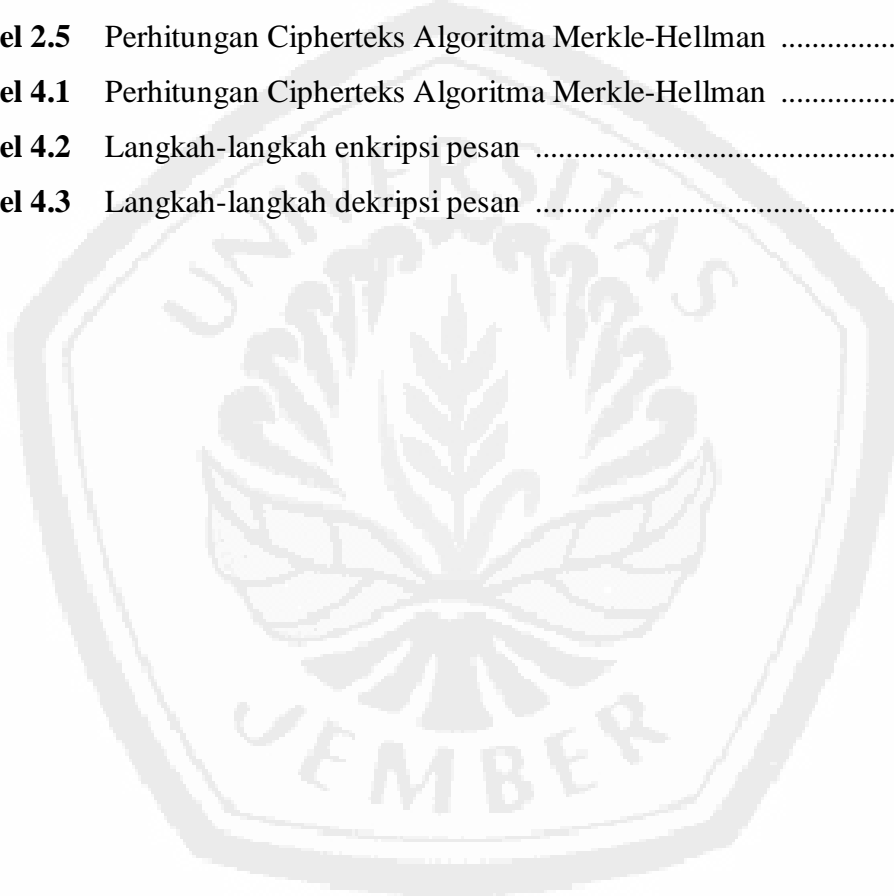 el 2.5 Perhitungan Cipherteks Algoritma Merkle-Hellman ...............
el 4.1 Perhitungan Cipherteks Algoritma Merkle-Hellman ...............
el 4.2 Langkah-langkah enkripsi pesan ................................................
el 4.3 Langkah-langkah dekripsi pesan ................................................
UNIVERSITAS
JEMBER